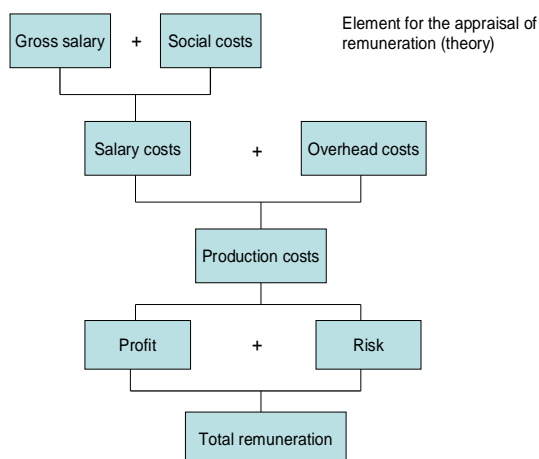 Gross salary + Social costs
Element for the appraisal of
remuneration (theory)
Salary costs + Overhead costs
Production costs
Profit + Risk
Total remuneration